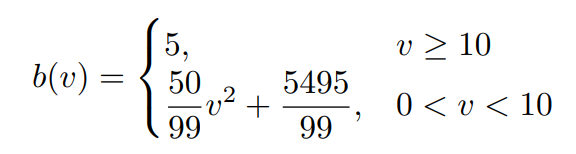 b(v) = { 5, v ≥ 10
50/99 v² + 5495/99, 0 < v < 10